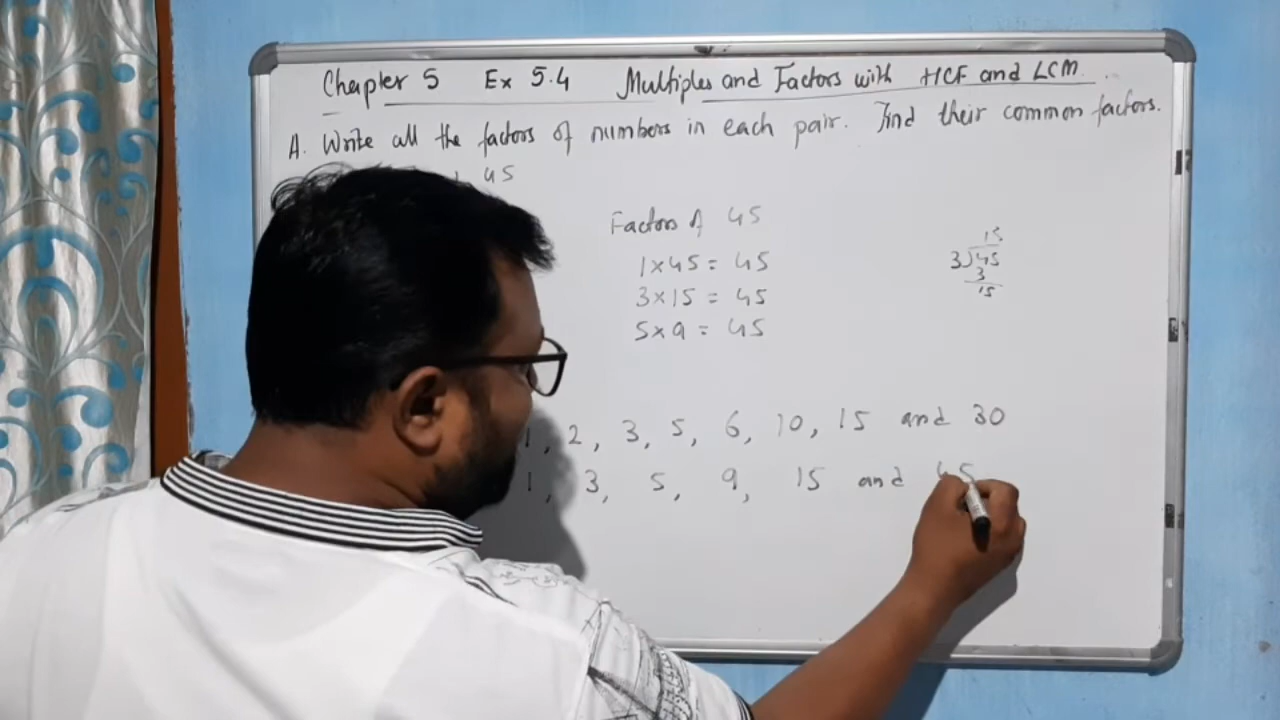 Chapter 5 Ex 5.4 Multiples and Factors with HCF and LCM.
A. Write all the factors of numbers in each pair. Find their common factors.
45
Factors of 45
1 × 45 = 45
3 × 15 = 45
5 × 9 = 45
15
3)45
3
15
1, 2, 3, 5, 6, 10, 15 and 30
1, 3, 5, 9, 15 and 45